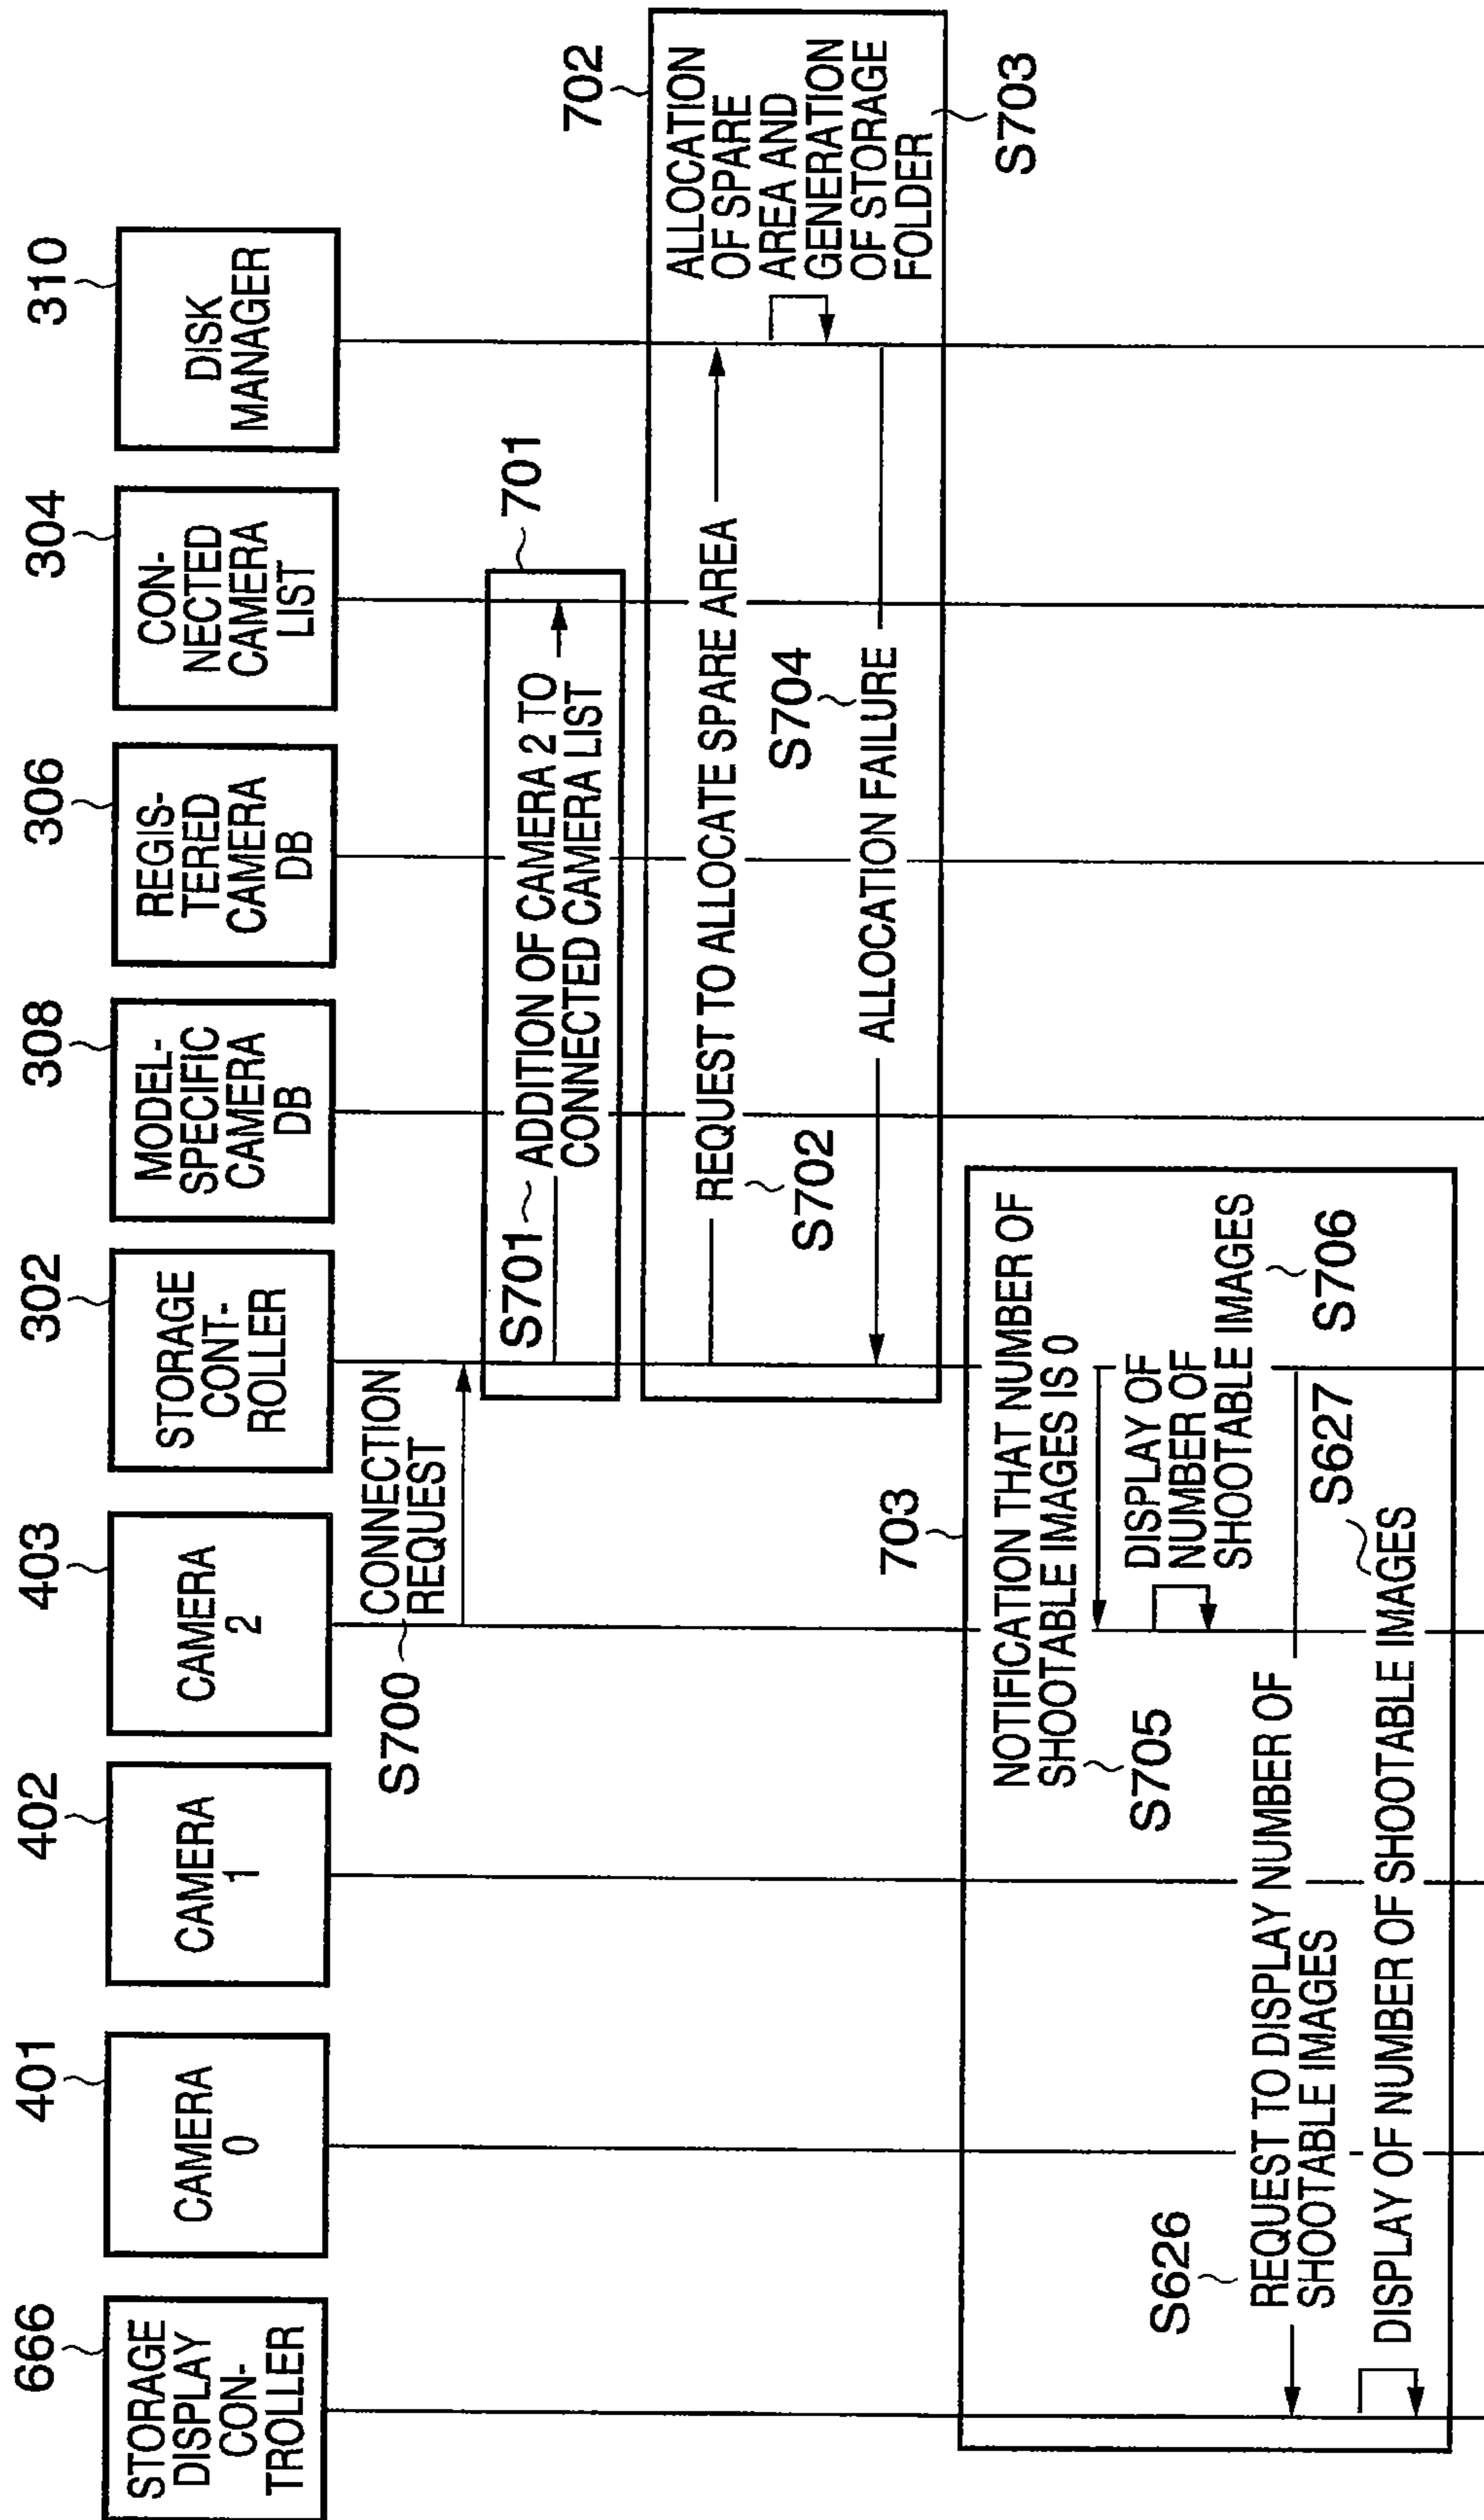 666
STORAGE
DISPLAY
CON-
TROLLER
401
CAMERA
0
402
CAMERA
1
403
CAMERA
2
302
STORAGE
CONT-
ROLLER
308
MODEL-
SPECIFIC
CAMERA
DB
306
REGIS-
TERED
CAMERA
DB
304
CON-
NECTED
CAMERA
LIST
310
DISK
MANAGER
S700
CONNECTION
REQUEST
701
S701
ADDITION OF CAMERA 2 TO
CONNECTED CAMERA LIST
702
REQUEST TO ALLOCATE SPARE AREA
S702
ALLOCATION
OF SPARE
AREA AND
GENERATION
OF STORAGE
FOLDER
S703
S704
ALLOCATION FAILURE
703
NOTIFICATION THAT NUMBER OF
SHOOTABLE IMAGES IS 0
S705
DISPLAY OF
NUMBER OF
SHOOTABLE IMAGES
S706
S626
REQUEST TO DISPLAY NUMBER OF
SHOOTABLE IMAGES
S627
DISPLAY OF NUMBER OF SHOOTABLE IMAGES